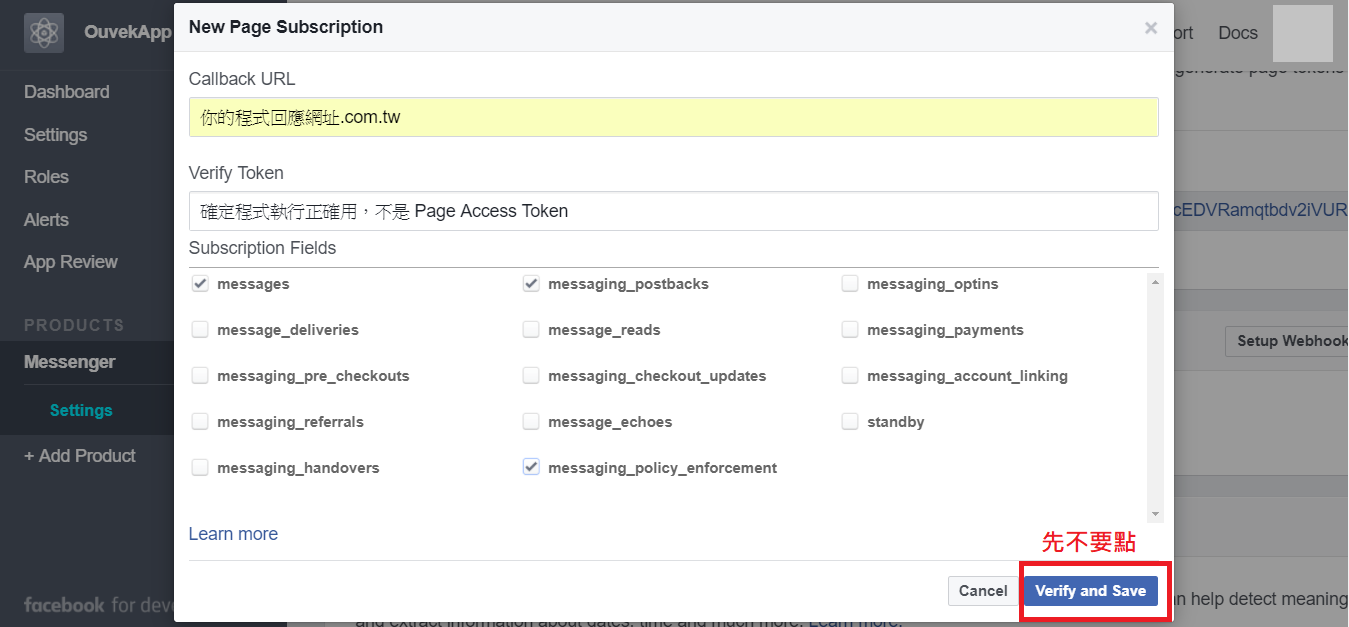 OuvekApp
Dashboard
Settings
Roles
Alerts
App Review
PRODUCTS
Messenger
Settings
+ Add Product
facebook for deve
New Page Subscription
×
Callback URL
你的程式回應網址.com.tw
Verify Token
確定程式執行正確用，不是 Page Access Token
Subscription Fields
messages messaging_postbacks messaging_optins
message_deliveries message_reads messaging_payments
messaging_pre_checkouts messaging_checkout_updates messaging_account_linking
messaging_referrals message_echoes standby
messaging_handovers messaging_policy_enforcement
Learn more
先不要點
Cancel Verify and Save
ort Docs
generate page tokens
cEDVRamqtbdv2iVUR
Setup Webhook
n help detect meaning
and extract information about dates, time and much more. Learn more.